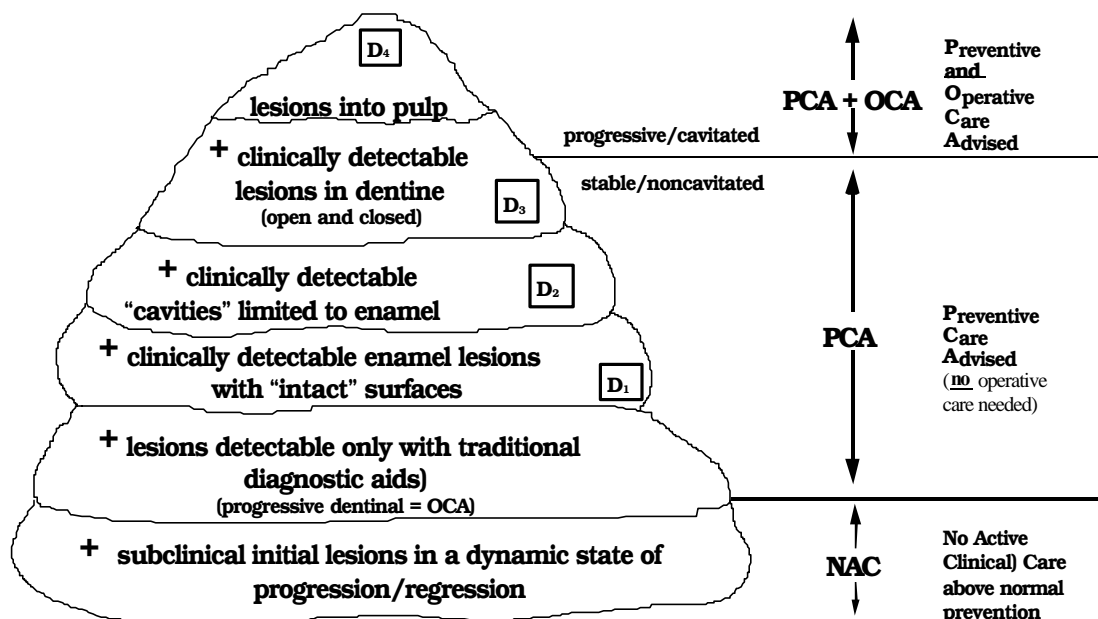 D4
lesions into pulp
+ clinically detectable
lesions in dentine
(open and closed)
D3
+ clinically detectable
“cavities” limited to enamel
D2
+ clinically detectable enamel lesions
with “intact” surfaces
D1
+ lesions detectable only with traditional
diagnostic aids)
(progressive dentinal = OCA)
+ subclinical initial lesions in a dynamic state of
progression/regression
progressive/cavitated
stable/noncavitated
PCA + OCA
Preventive
and
Operative
Care
Advised
PCA
Preventive
Care
Advised
(no operative
care needed)
NAC
No Active
Clinical) Care
above normal
prevention